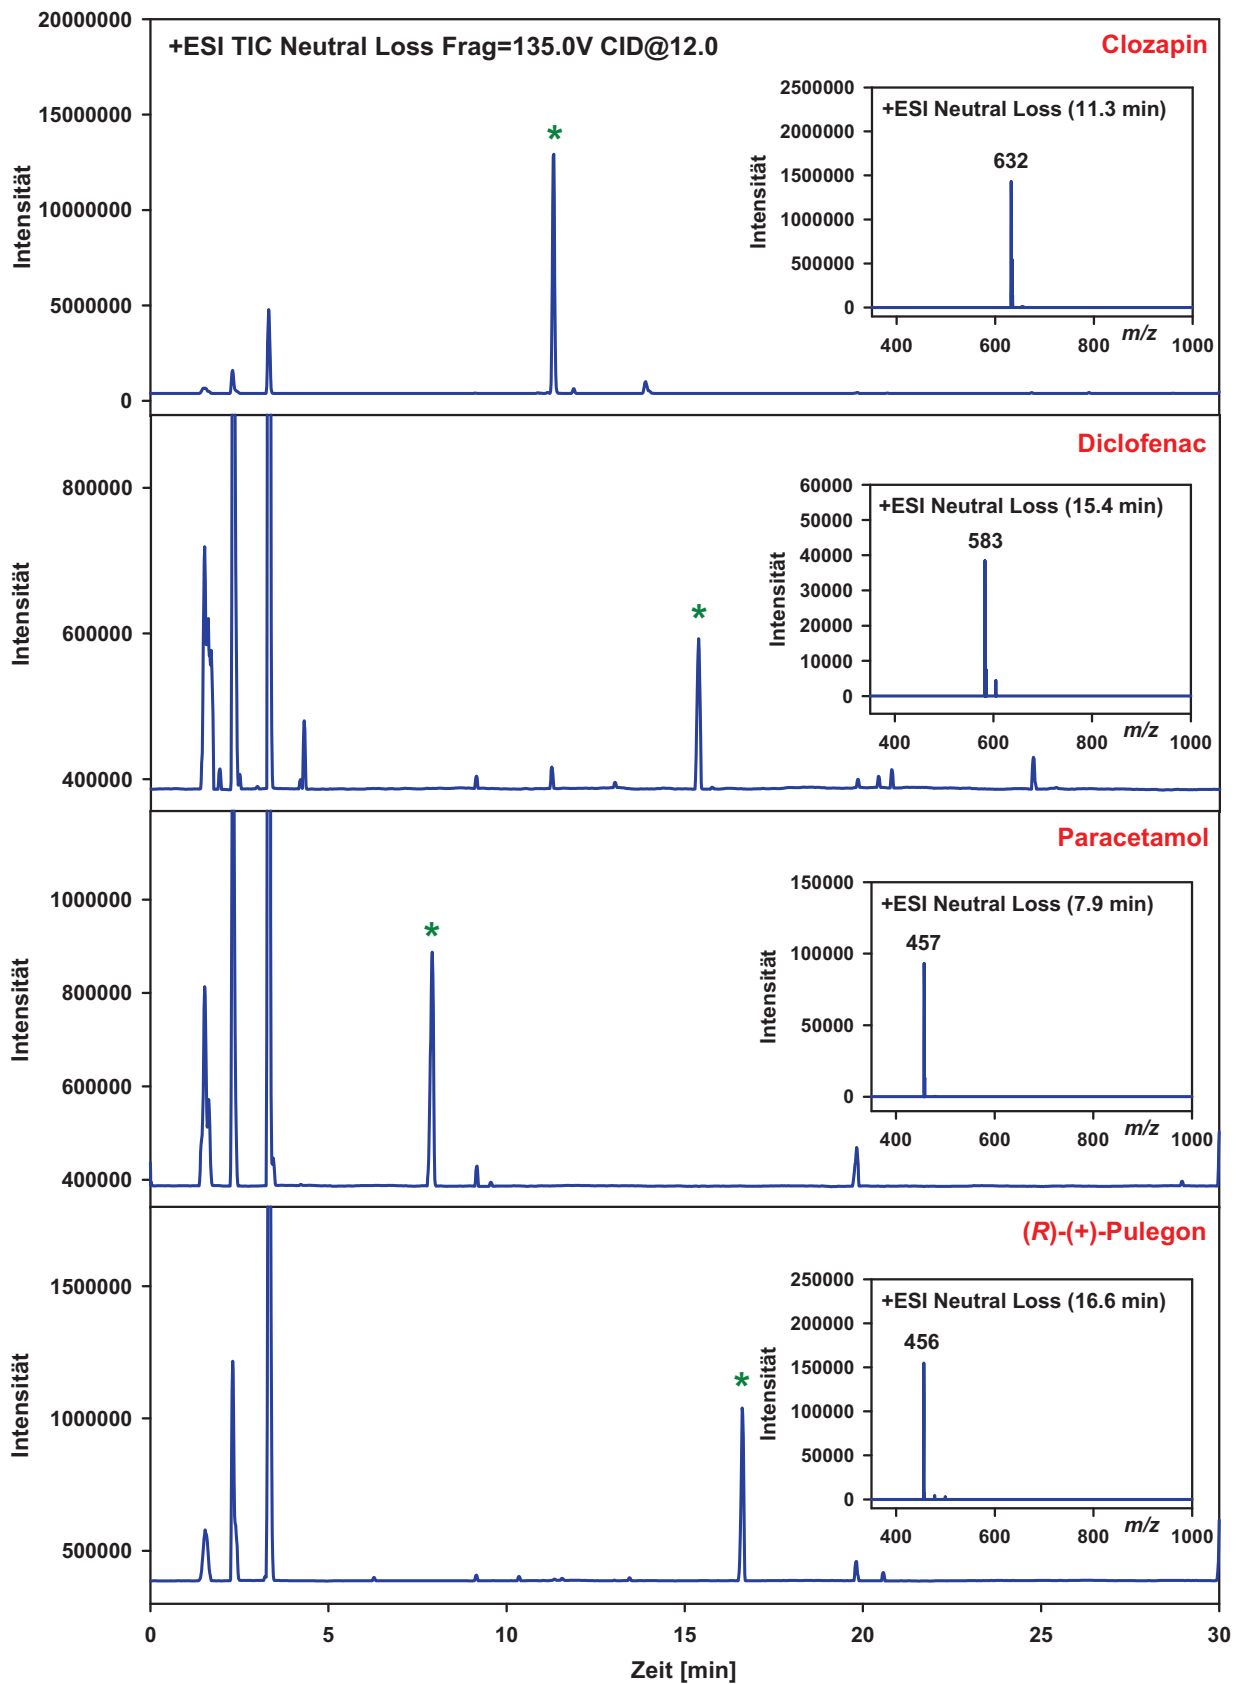 +ESI TIC Neutral Loss Frag=135.0V CID@12.0
Clozapin
Intensität
20000000
15000000
10000000
5000000
0
*
+ESI Neutral Loss (11.3 min)
632
Intensität
2500000
2000000
1500000
1000000
500000
0
400 600 800 1000
m/z
Diclofenac
Intensität
800000
600000
400000
*
+ESI Neutral Loss (15.4 min)
583
Intensität
60000
50000
40000
30000
20000
10000
0
400 600 800 1000
m/z
Paracetamol
Intensität
1000000
800000
600000
400000
*
+ESI Neutral Loss (7.9 min)
457
Intensität
150000
100000
50000
0
400 600 800 1000
m/z
(R)-(+)-Pulegon
Intensität
1500000
1000000
500000
*
+ESI Neutral Loss (16.6 min)
456
Intensität
250000
200000
150000
100000
50000
0
400 600 800 1000
m/z
0 5 10 15 20 25 30
Zeit [min]